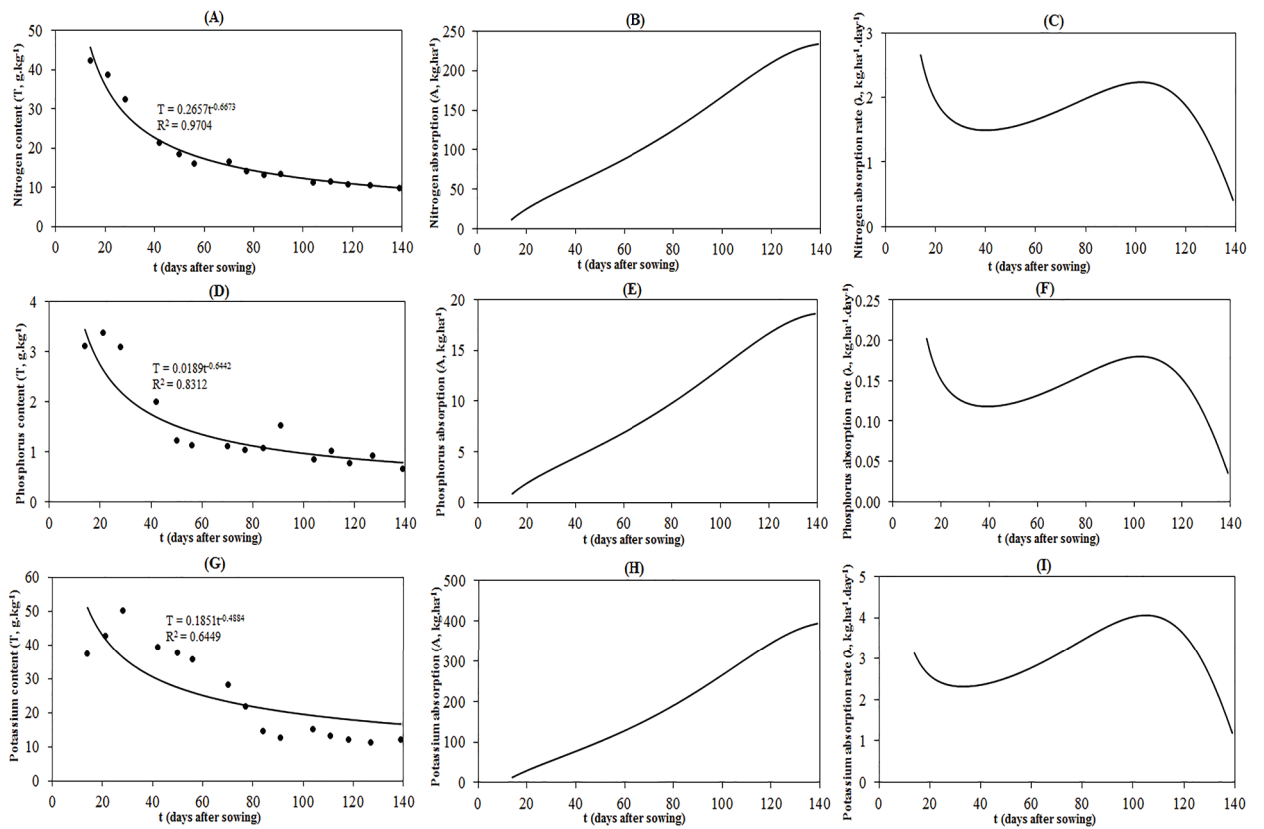 (A)
Nitrogen content (T, g.kg⁻¹)
50
40
30
20
10
0
T = 0.2657t⁻⁰·⁶⁶⁷³
R² = 0.9704
0 20 40 60 80 100 120 140
t (days after sowing)
(B)
Nitrogen absorption (A, kg.ha⁻¹)
250
200
150
100
50
0
0 20 40 60 80 100 120 140
t (days after sowing)
(C)
Nitrogen absorption rate (λ, kg.ha⁻¹.day⁻¹)
3
2
1
0
0 20 40 60 80 100 120 140
t (days after sowing)
(D)
Phosphorus content (T, g.kg⁻¹)
4
3
2
1
0
T = 0.0189t⁻⁰·⁶⁴⁴²
R² = 0.8312
0 20 40 60 80 100 120 140
t (days after sowing)
(E)
Phosphorus absorption (A, kg.ha⁻¹)
20
15
10
5
0
0 20 40 60 80 100 120 140
t (days after sowing)
(F)
Phosphorus absorption rate (λ, kg.ha⁻¹.day⁻¹)
0.25
0.20
0.15
0.10
0.05
0.00
0 20 40 60 80 100 120 140
t (days after sowing)
(G)
Potassium content (T, g.kg⁻¹)
60
50
40
30
20
10
0
T = 0.1851t⁻⁰·⁴⁸⁸⁴
R² = 0.6449
0 20 40 60 80 100 120 140
t (days after sowing)
(H)
Potassium absorption (A, kg.ha⁻¹)
500
400
300
200
100
0
0 20 40 60 80 100 120 140
t (days after sowing)
(I)
Potassium absorption rate (λ, kg.ha⁻¹.day⁻¹)
5
4
3
2
1
0
0 20 40 60 80 100 120 140
t (days after sowing)